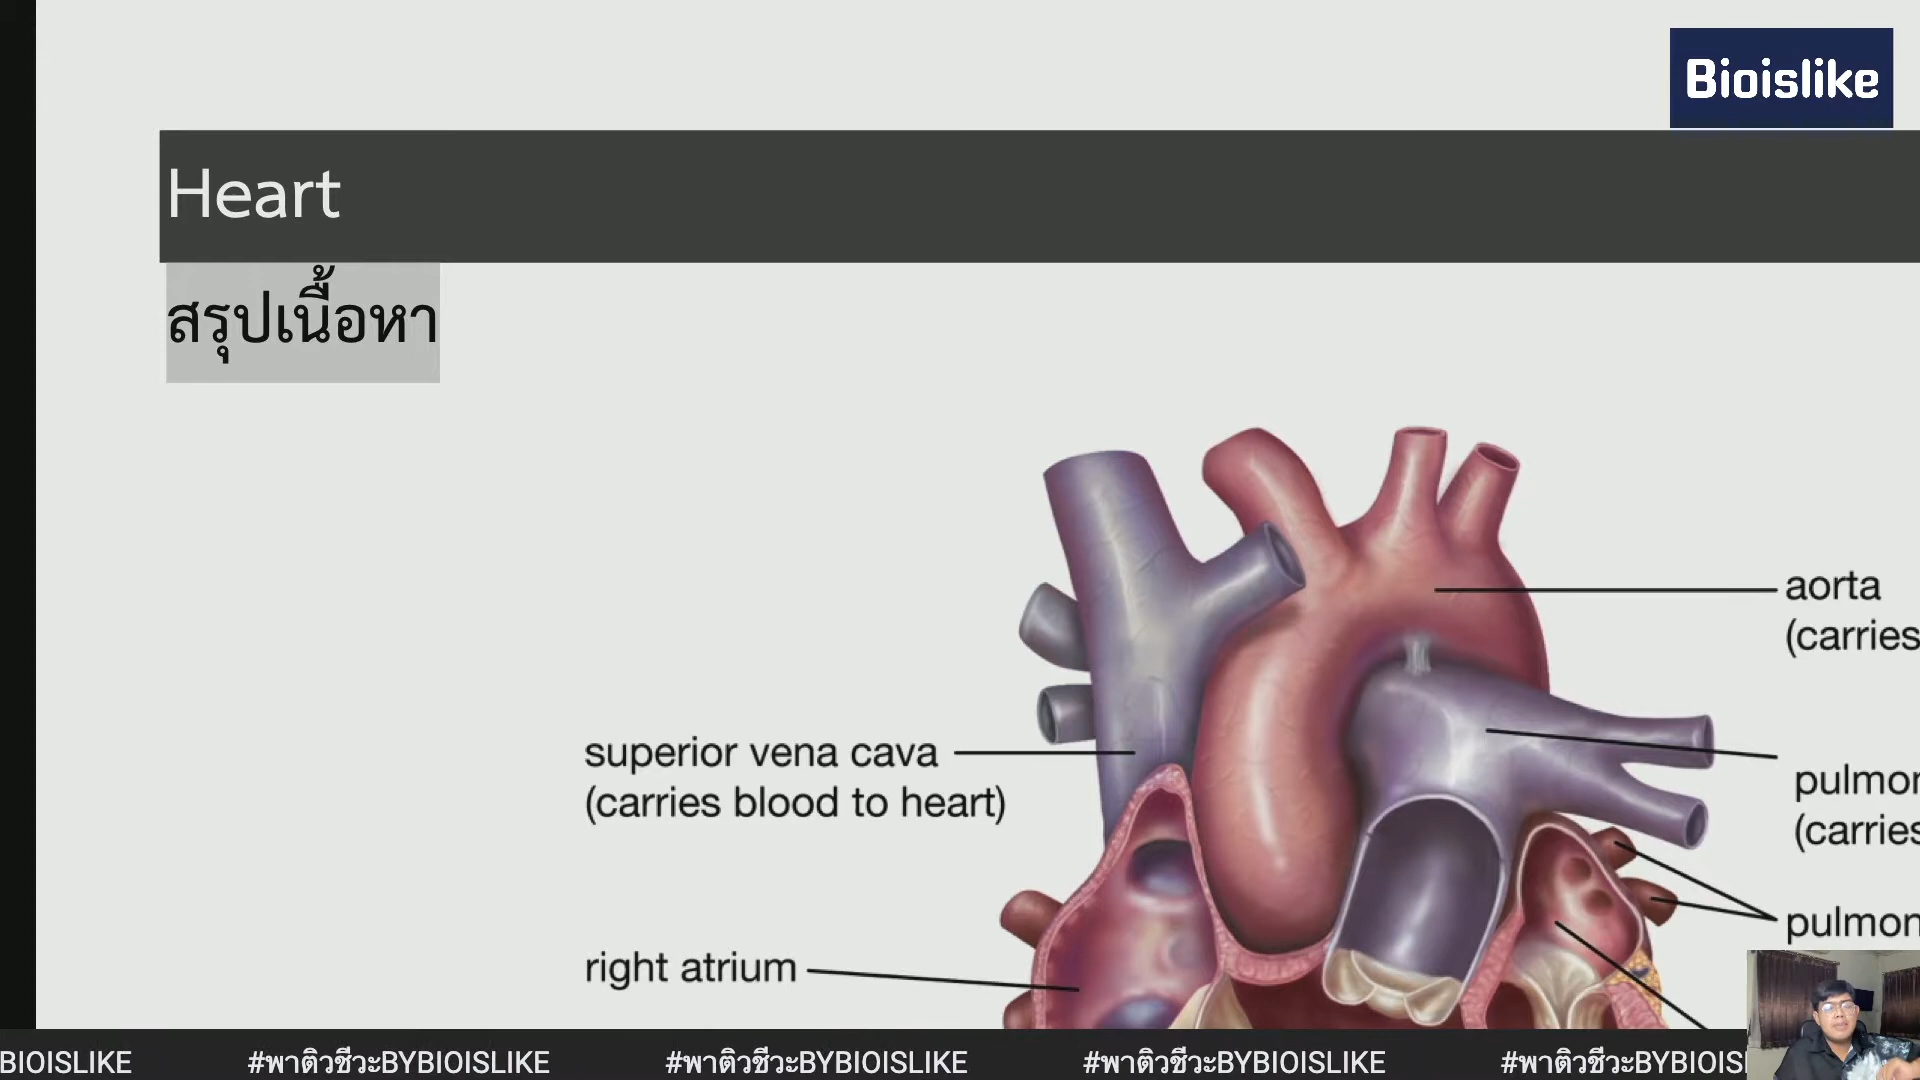 Bioislike
Heart
สรุปเนื้อหา
aorta
(carries
superior vena cava
(carries blood to heart)
(carries
right atrium
BIOISLIKE #พาติวชีวะBYBIOISLIKE #พาติวชีวะBYBIOISLIKE #พาติวชีวะBYBIOISLIKE